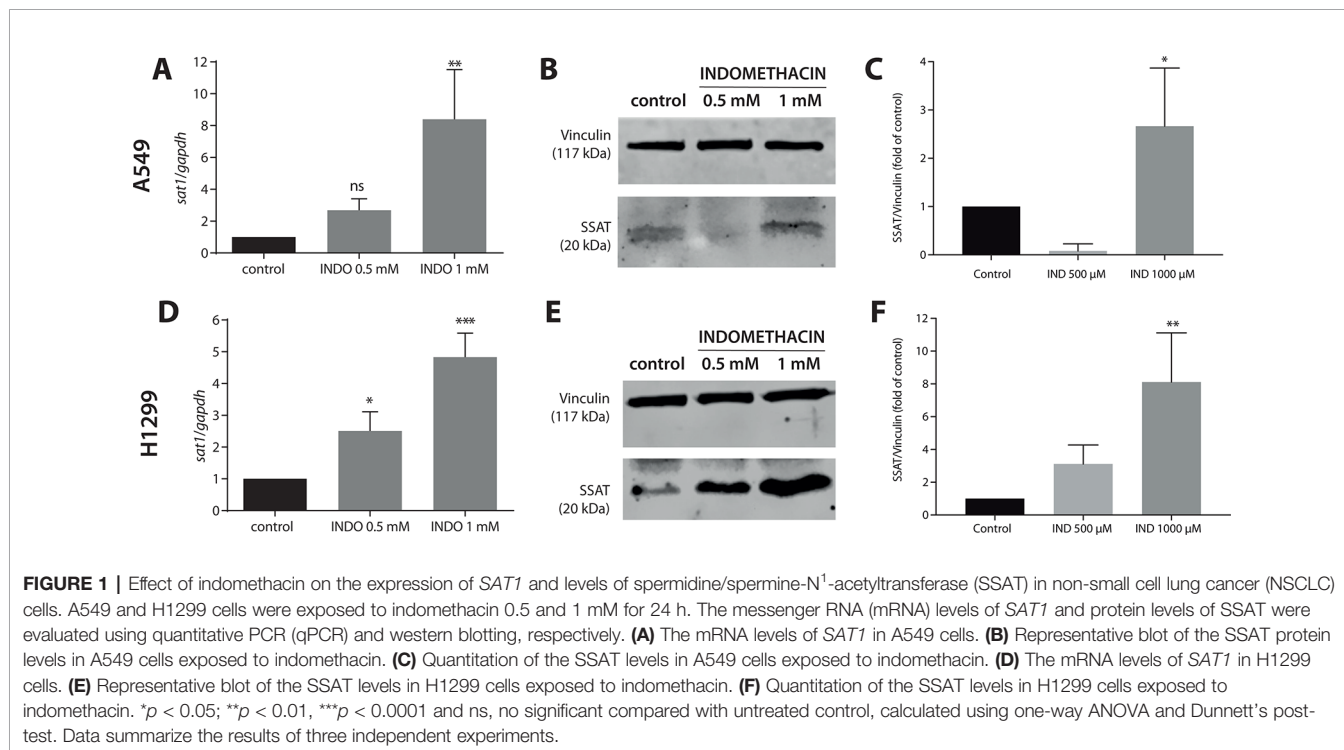 A
A549
sat1/gapdh
12
10
8
6
4
2
0
ns
**
control
INDO 0.5 mM
INDO 1 mM
B
INDOMETHACIN
control
0.5 mM
1 mM
Vinculin
(117 kDa)
SSAT
(20 kDa)
C
SSAT/Vinculin (fold of control)
4
3
2
1
0
*
Control
IND 500 µM
IND 1000 µM
D
H1299
sat1/gapdh
6
5
4
3
2
1
0
*
***
control
INDO 0.5 mM
INDO 1 mM
E
INDOMETHACIN
control
0.5 mM
1 mM
Vinculin
(117 kDa)
SSAT
(20 kDa)
F
SSAT/Vinculin (fold of control)
12
10
8
6
4
2
0
**
Control
IND 500 µM
IND 1000 µM
FIGURE 1 | Effect of indomethacin on the expression of SAT1 and levels of spermidine/spermine-N¹-acetyltransferase (SSAT) in non-small cell lung cancer (NSCLC)
cells. A549 and H1299 cells were exposed to indomethacin 0.5 and 1 mM for 24 h. The messenger RNA (mRNA) levels of SAT1 and protein levels of SSAT were
evaluated using quantitative PCR (qPCR) and western blotting, respectively. (A) The mRNA levels of SAT1 in A549 cells. (B) Representative blot of the SSAT protein
levels in A549 cells exposed to indomethacin. (C) Quantitation of the SSAT levels in A549 cells exposed to indomethacin. (D) The mRNA levels of SAT1 in H1299
cells. (E) Representative blot of the SSAT levels in H1299 cells exposed to indomethacin. (F) Quantitation of the SSAT levels in H1299 cells exposed to
indomethacin. *p < 0.05; **p < 0.01, ***p < 0.0001 and ns, no significant compared with untreated control, calculated using one-way ANOVA and Dunnett's post-
test. Data summarize the results of three independent experiments.